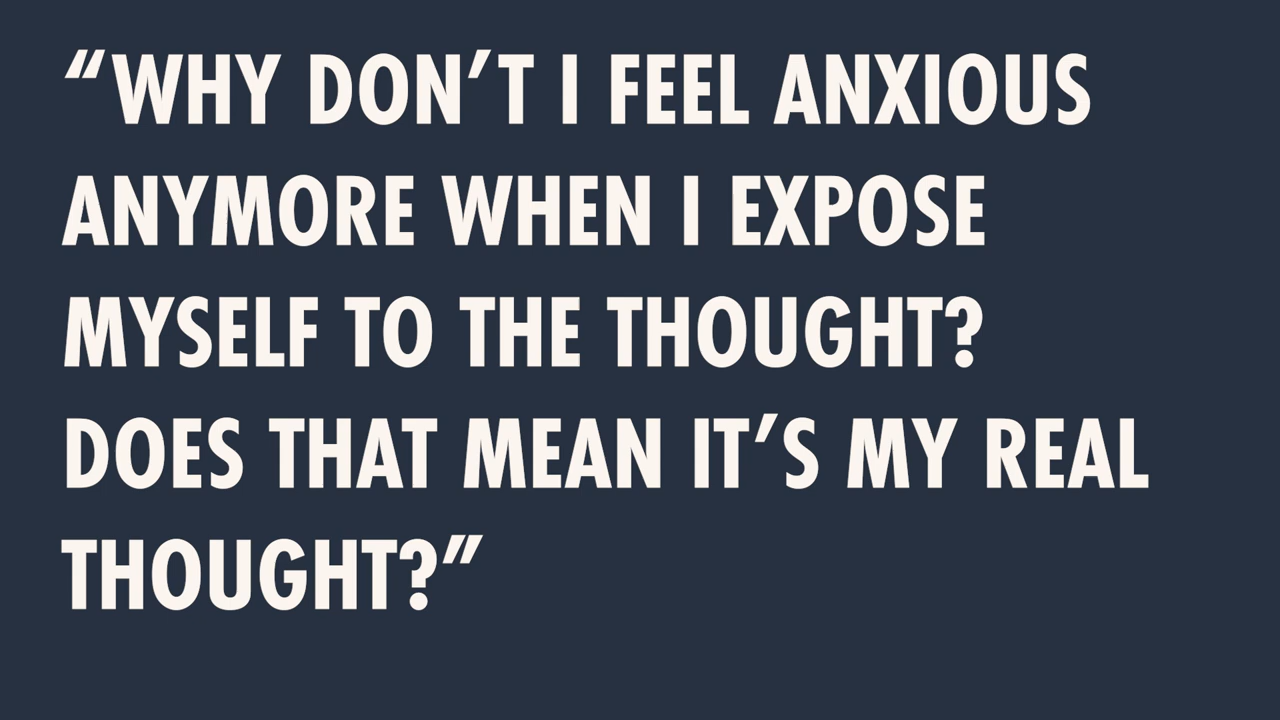 “WHY DON’T I FEEL ANXIOUS
ANYMORE WHEN I EXPOSE
MYSELF TO THE THOUGHT?
DOES THAT MEAN IT’S MY REAL
THOUGHT?”